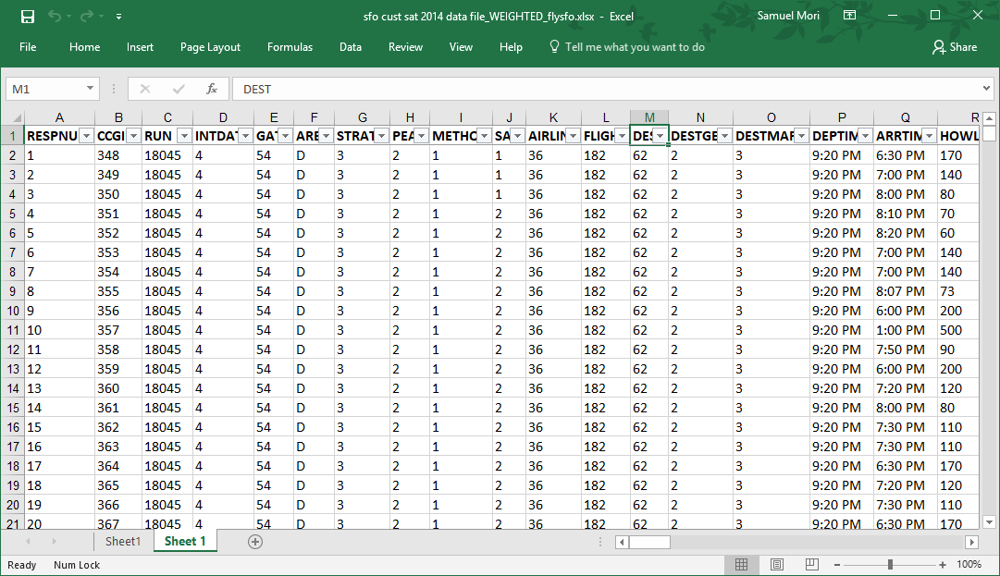 sfo cust sat 2014 data file_WEIGHTED_flysfo.xlsx - Excel
Samuel Mori
File Home Insert Page Layout Formulas Data Review View Help Tell me what you want to do Share
M1 fx DEST
A B C D E F G H I J K L M N O P Q R
1 RESPNU CCGI RUN INTDAT GAT ARE STRAT PEA METHO SA AIRLIN FLIGH DES DESTGE DESTMAR DEPTIM ARRTIM HOWL
2 1 348 18045 4 54 D 3 2 1 1 36 182 62 2 3 9:20 PM 6:30 PM 170
3 2 349 18045 4 54 D 3 2 1 1 36 182 62 2 3 9:20 PM 7:00 PM 140
4 3 350 18045 4 54 D 3 2 1 1 36 182 62 2 3 9:20 PM 8:00 PM 80
5 4 351 18045 4 54 D 3 2 1 2 36 182 62 2 3 9:20 PM 8:10 PM 70
6 5 352 18045 4 54 D 3 2 1 2 36 182 62 2 3 9:20 PM 8:20 PM 60
7 6 353 18045 4 54 D 3 2 1 2 36 182 62 2 3 9:20 PM 7:00 PM 140
8 7 354 18045 4 54 D 3 2 1 2 36 182 62 2 3 9:20 PM 7:00 PM 140
9 8 355 18045 4 54 D 3 2 1 2 36 182 62 2 3 9:20 PM 8:07 PM 73
10 9 356 18045 4 54 D 3 2 1 2 36 182 62 2 3 9:20 PM 6:00 PM 200
11 10 357 18045 4 54 D 3 2 1 2 36 182 62 2 3 9:20 PM 1:00 PM 500
12 11 358 18045 4 54 D 3 2 1 2 36 182 62 2 3 9:20 PM 7:50 PM 90
13 12 359 18045 4 54 D 3 2 1 2 36 182 62 2 3 9:20 PM 6:00 PM 200
14 13 360 18045 4 54 D 3 2 1 2 36 182 62 2 3 9:20 PM 7:20 PM 120
15 14 361 18045 4 54 D 3 2 1 2 36 182 62 2 3 9:20 PM 8:00 PM 80
16 15 362 18045 4 54 D 3 2 1 2 36 182 62 2 3 9:20 PM 7:30 PM 110
17 16 363 18045 4 54 D 3 2 1 2 36 182 62 2 3 9:20 PM 7:30 PM 110
18 17 364 18045 4 54 D 3 2 1 2 36 182 62 2 3 9:20 PM 6:30 PM 170
19 18 365 18045 4 54 D 3 2 1 2 36 182 62 2 3 9:20 PM 7:20 PM 120
20 19 366 18045 4 54 D 3 2 1 2 36 182 62 2 3 9:20 PM 7:30 PM 110
21 20 367 18045 4 54 D 3 2 1 2 36 182 62 2 3 9:20 PM 6:30 PM 170
Sheet1 Sheet 1
Ready Num Lock 100%